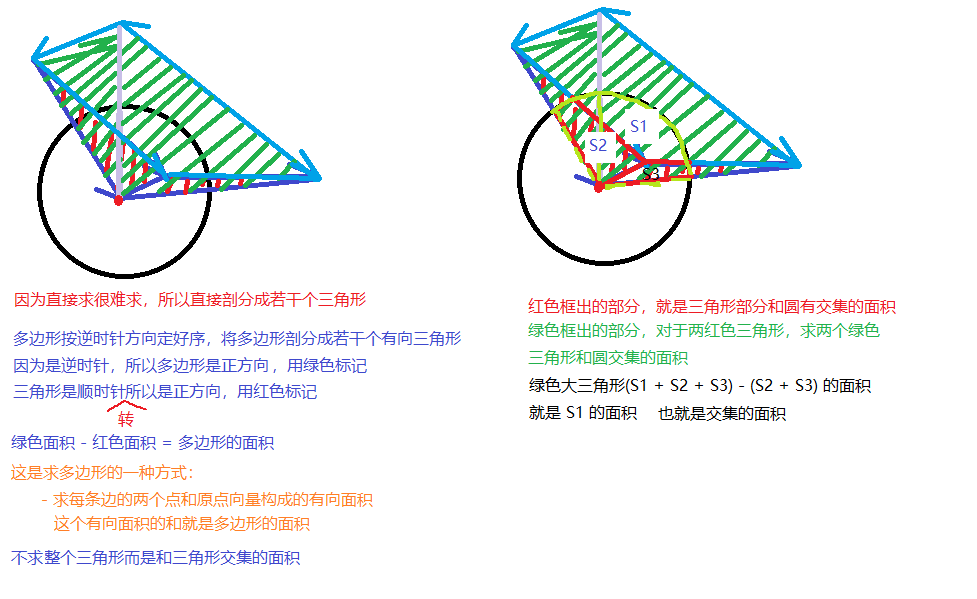 S1
S2
S3
因为直接求很难求，所以直接剖分成若干个三角形
多边形按逆时针方向定好序，将多边形剖分成若干个有向三角形
因为是逆时针，所以多边形是正方向，用绿色标记
三角形是顺时针所以是正方向，用红色标记
转
绿色面积 - 红色面积 = 多边形的面积
这是求多边形的一种方式：
- 求每条边的两个点和原点向量构成的有向面积
这个有向面积的和就是多边形的面积
不求整个三角形而是和三角形交集的面积
红色框出的部分，就是三角形部分和圆有交集的面积
绿色框出的部分，对于两红色三角形，求两个绿色
三角形和圆交集的面积
绿色大三角形(S1 + S2 + S3) - (S2 + S3) 的面积
就是 S1 的面积 也就是交集的面积